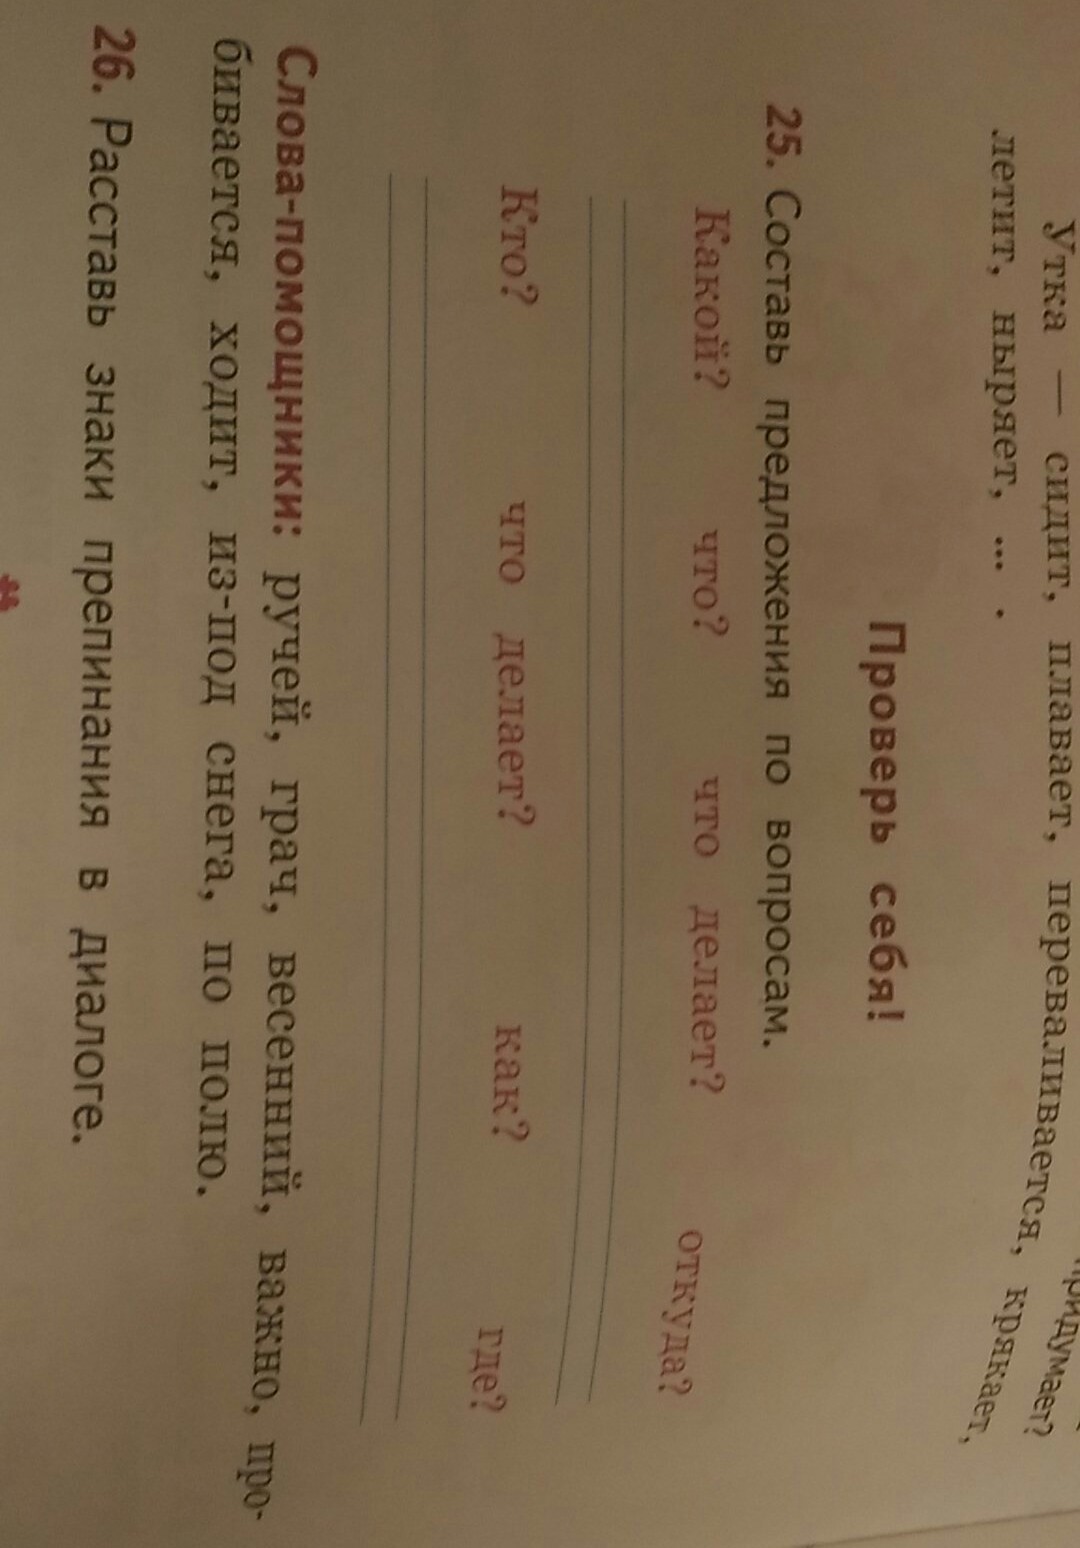 придумает?
Утка — сидит, плавает, переваливается, крякает,
летит, ныряет, ... .
Проверь себя!
25. Составь предложения по вопросам.
Какой? что? что делает? откуда?
Кто? что делает? как? где?
Слова-помощники: ручей, грач, весенний, важно, про-
бивается, ходит, из-под снега, по полю.
26. Расставь знаки препинания в диалоге.